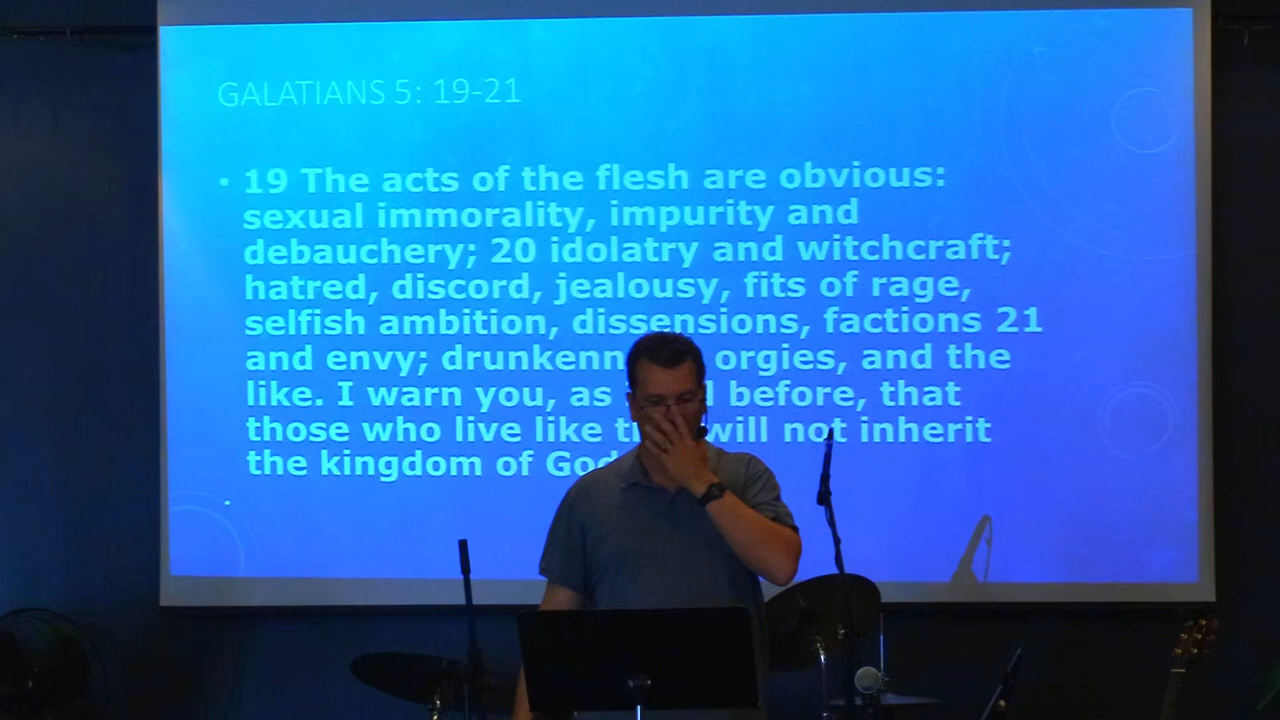 GALATIANS 5: 19-21
• 19 The acts of the flesh are obvious:
sexual immorality, impurity and
debauchery; 20 idolatry and witchcraft;
hatred, discord, jealousy, fits of rage,
selfish ambition, dissensions, factions 21
and envy; orgies, and the
like. I warn you, as before, that
those who live like will not inherit
the kingdom of God